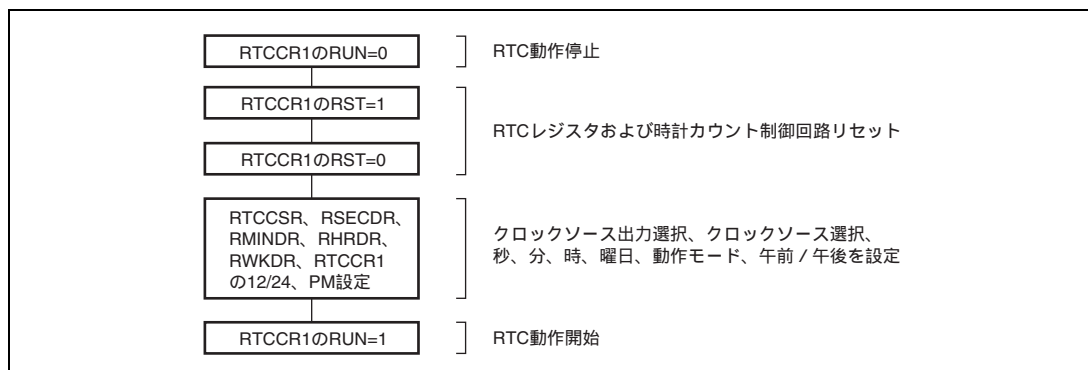 RTCCR1のRUN=0
RTC動作停止
RTCCR1のRST=1
RTCCR1のRST=0
RTCレジスタおよび時計カウント制御回路リセット
RTCCSR、RSECDR、
RMINDR、RHRDR、
RWKDR、RTCCR1
の12/24、PM設定
クロックソース出力選択、クロックソース選択、
秒、分、時、曜日、動作モード、午前 / 午後を設定
RTCCR1のRUN=1
RTC動作開始